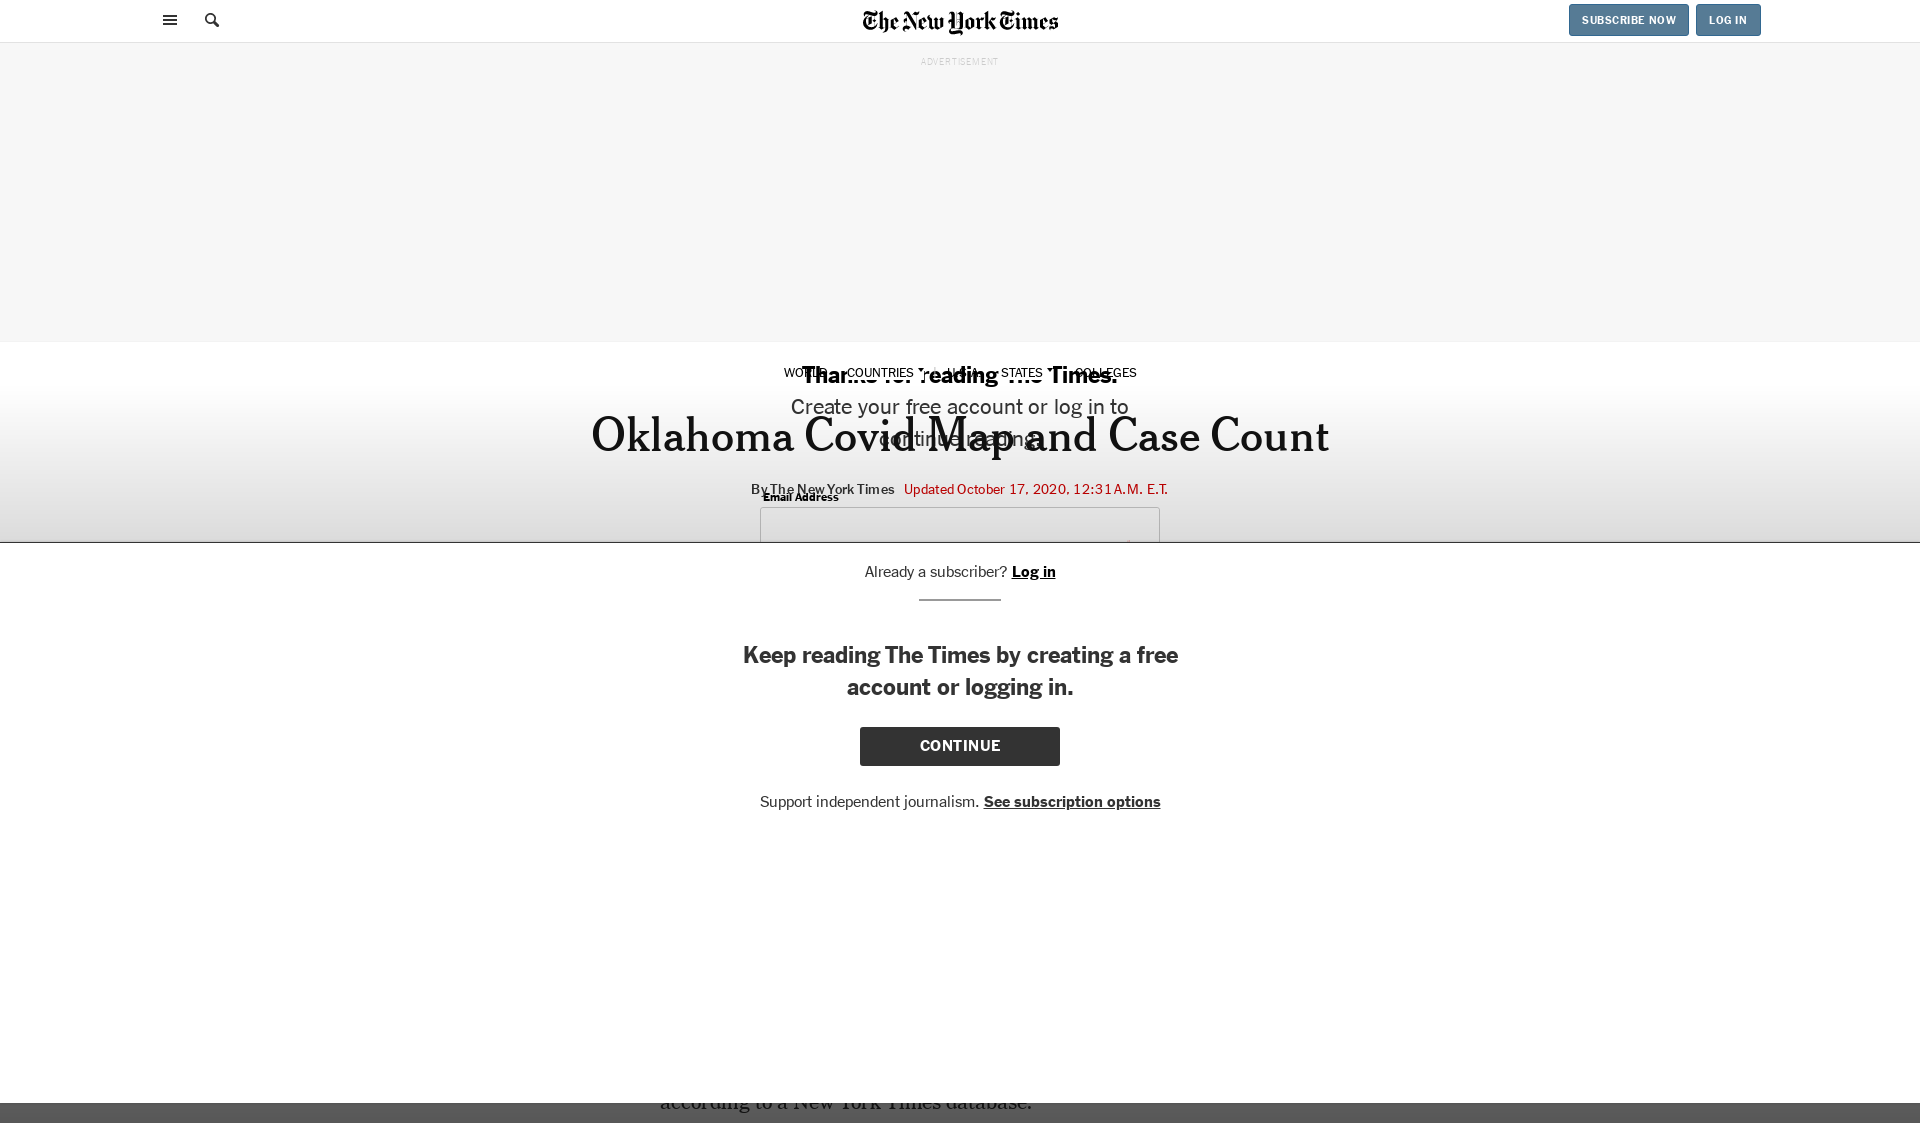 The New York Times
SUBSCRIBE NOW
LOG IN
ADVERTISEMENT
WORLD COUNTRIES U.S.A. STATES COLLEGES
Thanks for reading The Times.
Create your free account or log in to
continue reading.
Oklahoma Covid Map and Case Count
By The New York Times Updated October 17, 2020, 12:31 A.M. E.T.
Email Address
Already a subscriber? Log in
Keep reading The Times by creating a free
account or logging in.
CONTINUE
Support independent journalism. See subscription options
according to a New York Times database.